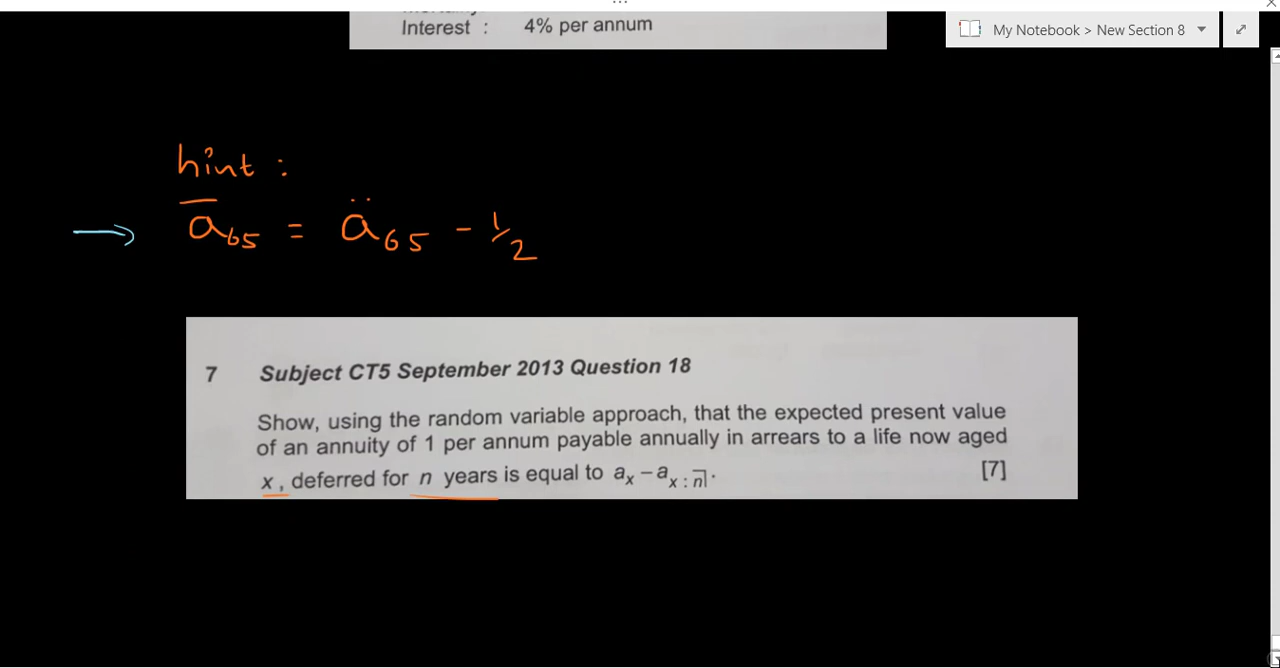 Interest : 4% per annum
My Notebook > New Section 8
hint :
a̅65 = ä65 - 1/2
7 Subject CT5 September 2013 Question 18
Show, using the random variable approach, that the expected present value
of an annuity of 1 per annum payable annually in arrears to a life now aged
x, deferred for n years is equal to aₓ – aₓ : n̅|. [7]